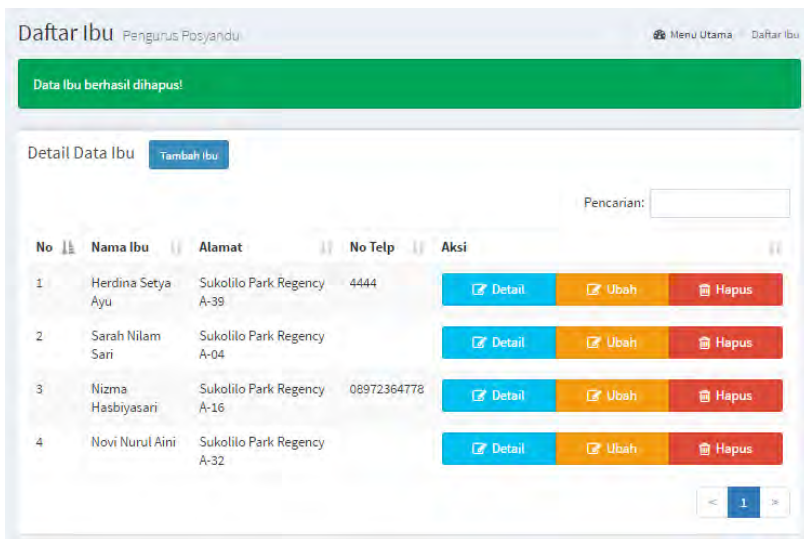 Daftar Ibu Pengurus Posyandu
Menu Utama Daftar Ibu
Data Ibu berhasil dihapus!
Detail Data Ibu Tambah Ibu
Pencarian:
No Nama Ibu Alamat No Telp Aksi
1 Herdina Setya Sukolilo Park Regency 4444 Detail Ubah Hapus
Ayu A-39
2 Sarah Nilam Sukolilo Park Regency Detail Ubah Hapus
Sari A-04
3 Nizma Sukolilo Park Regency 08972364778 Detail Ubah Hapus
Hasbiyasari A-16
4 Novi Nurul Aini Sukolilo Park Regency Detail Ubah Hapus
A-32
< 1 >